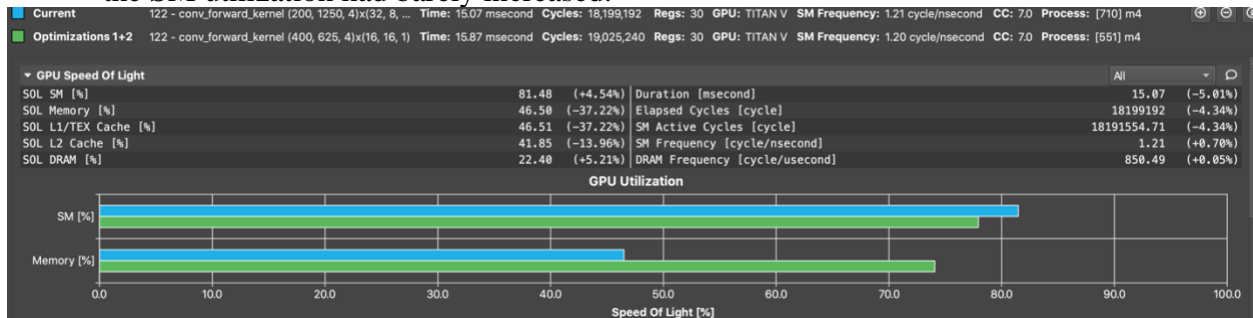 the SM utilization had barely increased.
Current 122 - conv_forward_kernel (200, 1250, 4)x(32, 8, ... Time: 15.07 msecond Cycles: 18,199,192 Regs: 30 GPU: TITAN V SM Frequency: 1.21 cycle/nsecond CC: 7.0 Process: [710] m4
Optimizations 1+2 122 - conv_forward_kernel (400, 625, 4)x(16, 16, 1) Time: 15.87 msecond Cycles: 19,025,240 Regs: 30 GPU: TITAN V SM Frequency: 1.20 cycle/nsecond CC: 7.0 Process: [551] m4
GPU Speed Of Light All
SOL SM [%] 81.48 (+4.54%) Duration [msecond] 15.07 (-5.01%)
SOL Memory [%] 46.50 (-37.22%) Elapsed Cycles [cycle] 18199192 (-4.34%)
SOL L1/TEX Cache [%] 46.51 (-37.22%) SM Active Cycles [cycle] 18191554.71 (-4.34%)
SOL L2 Cache [%] 41.85 (-13.96%) SM Frequency [cycle/nsecond] 1.21 (+0.70%)
SOL DRAM [%] 22.40 (+5.21%) DRAM Frequency [cycle/usecond] 850.49 (+0.05%)
GPU Utilization
SM [%]
Memory [%]
0.0 10.0 20.0 30.0 40.0 50.0 60.0 70.0 80.0 90.0 100.0
Speed Of Light [%]